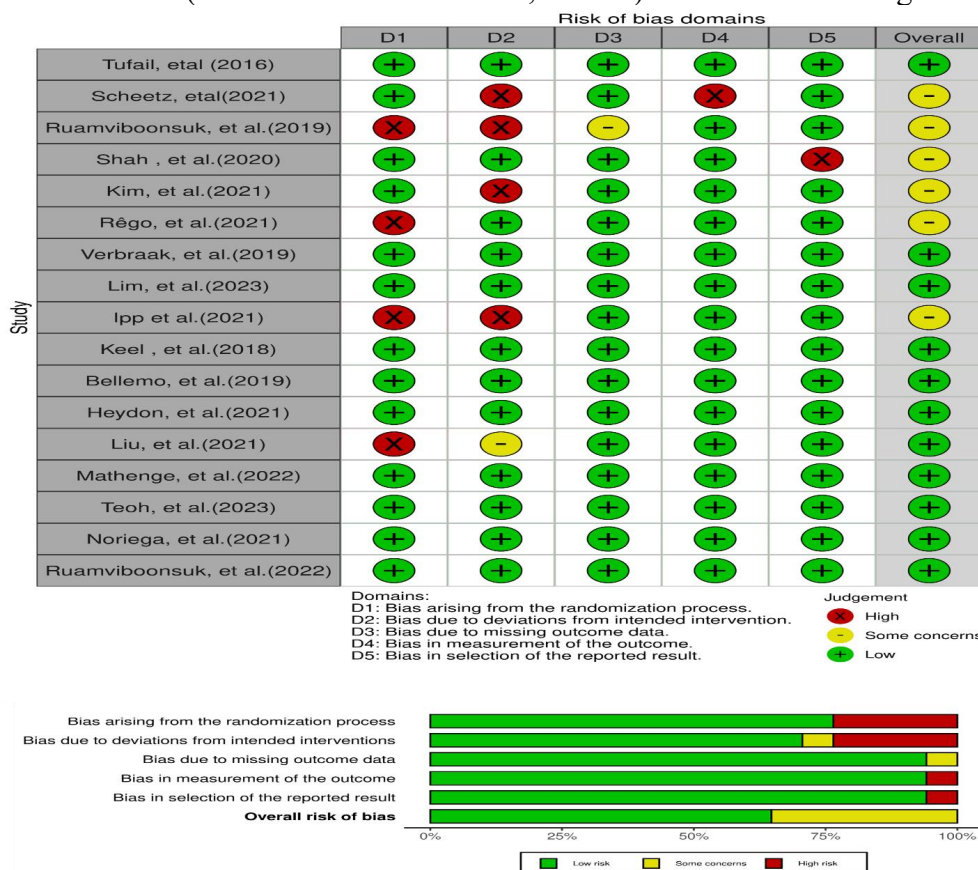 Risk of bias domains
D1 D2 D3 D4 D5 Overall
Study
Tufail, etal (2016) + + + + + +
Scheetz, etal(2021) + X + X + -
Ruamviboonsuk, et al.(2019) X X - + + -
Shah , et al.(2020) + + + + X -
Kim, et al.(2021) + X + + + -
Rêgo, et al.(2021) X + + + + -
Verbraak, et al.(2019) + + + + + +
Lim, et al.(2023) + + + + + +
Ipp et al.(2021) X X + + + -
Keel , et al.(2018) + + + + + +
Bellemo, et al.(2019) + + + + + +
Heydon, et al.(2021) + + + + + +
Liu, et al.(2021) X - + + + +
Mathenge, et al.(2022) + + + + + +
Teoh, et al.(2023) + + + + + +
Noriega, et al.(2021) + + + + + +
Ruamviboonsuk, et al.(2022) + + + + + +
Domains:
D1: Bias arising from the randomization process.
D2: Bias due to deviations from intended intervention.
D3: Bias due to missing outcome data.
D4: Bias in measurement of the outcome.
D5: Bias in selection of the reported result.
Judgement
X High
- Some concerns
+ Low
Bias arising from the randomization process
Bias due to deviations from intended interventions
Bias due to missing outcome data
Bias in measurement of the outcome
Bias in selection of the reported result
Overall risk of bias
0% 25% 50% 75% 100%
Low risk Some concerns High risk